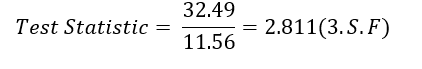 Test Statistic = 32.49/11.56 = 2.811(3.S.F)